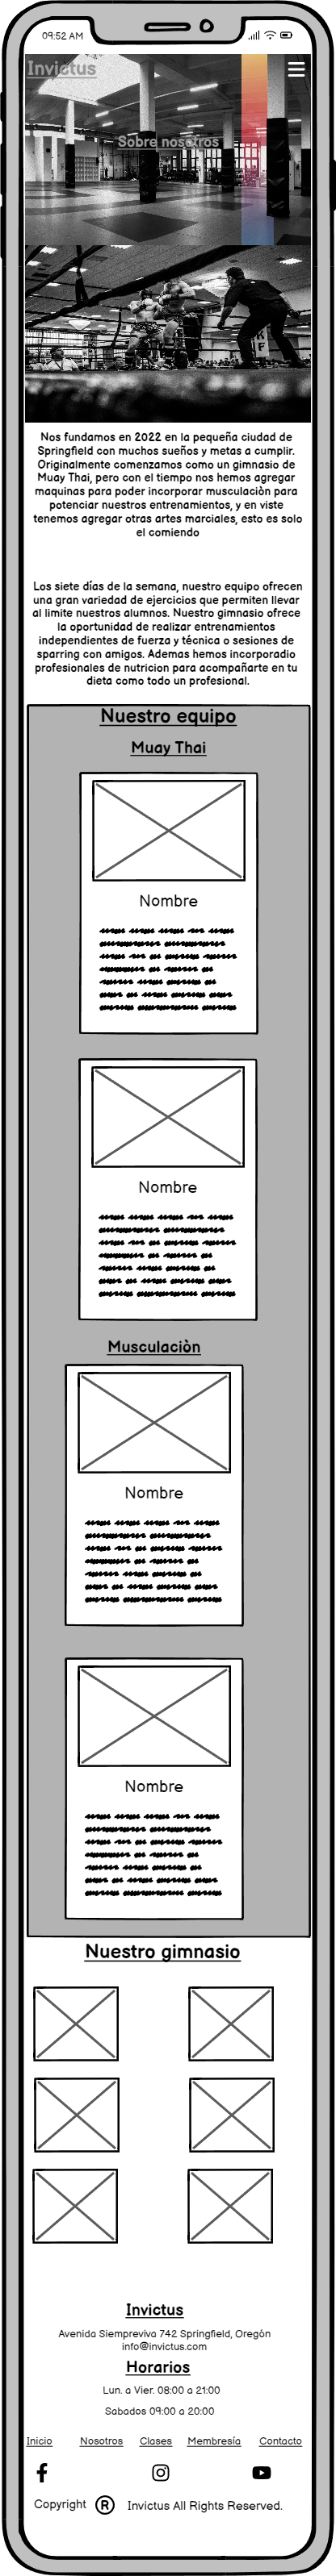 09:52 AM
Invictus
Sobre nosotros
Nos fundamos en 2022 en la pequeña ciudad de
Springfield con muchos sueños y metas a cumplir.
Originalmente comenzamos como un gimnasio de
Muay Thai, pero con el tiempo nos hemos agregar
maquinas para poder incorporar musculaciòn para
potenciar nuestros entrenamientos, y en viste
tenemos agregar otras artes marciales, esto es solo
el comiendo
Los siete días de la semana, nuestro equipo ofrecen
una gran variedad de ejercicios que permiten llevar
al limite nuestros alumnos. Nuestro gimnasio ofrece
la oportunidad de realizar entrenamientos
independientes de fuerza y técnica o sesiones de
sparring con amigos. Ademas hemos incorporadio
profesionales de nutricion para acompañarte en tu
dieta como todo un profesional.
Nuestro equipo
Muay Thai
Nombre
Nombre
Musculaciòn
Nombre
Nombre
Nuestro gimnasio
Invictus
Avenida Siempreviva 742 Springfield, Oregón
info@invictus.com
Horarios
Lun. a Vier. 08:00 a 21:00
Sabados 09:00 a 20:00
Inicio Nosotros Clases Membresía Contacto
Copyright ® Invictus All Rights Reserved.